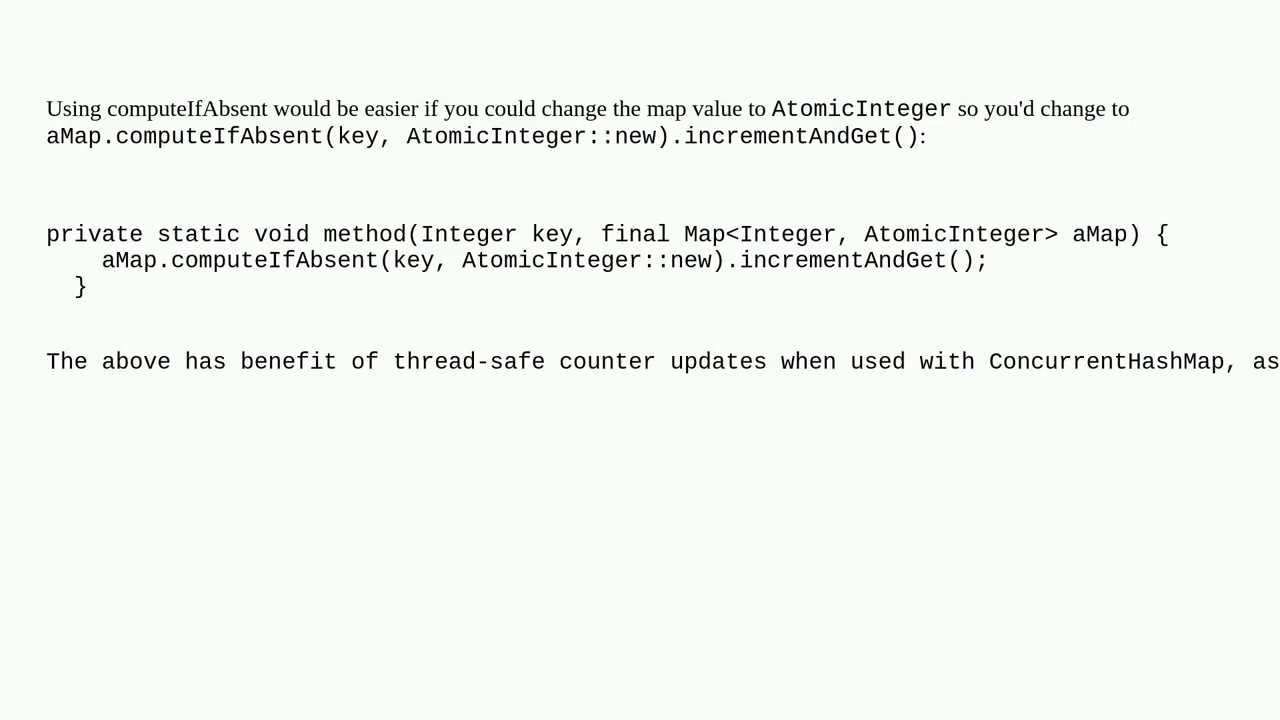 Using computeIfAbsent would be easier if you could change the map value to AtomicInteger so you'd change to
aMap.computeIfAbsent(key, AtomicInteger::new).incrementAndGet():
private static void method(Integer key, final Map<Integer, AtomicInteger> aMap) {
aMap.computeIfAbsent(key, AtomicInteger::new).incrementAndGet();
}
The above has benefit of thread-safe counter updates when used with ConcurrentHashMap, as